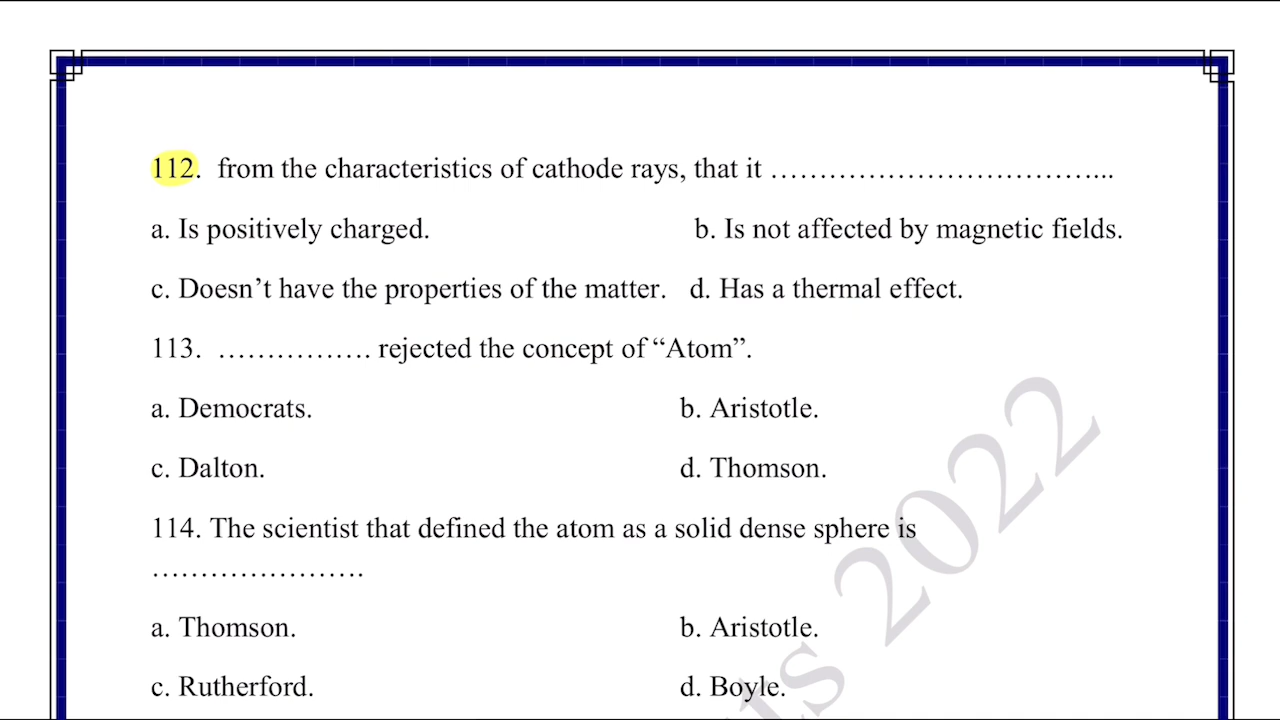 112. from the characteristics of cathode rays, that it ……………………………...
a. Is positively charged. b. Is not affected by magnetic fields.
c. Doesn’t have the properties of the matter. d. Has a thermal effect.
113. ……………. rejected the concept of “Atom”.
a. Democrats. b. Aristotle.
c. Dalton. d. Thomson.
114. The scientist that defined the atom as a solid dense sphere is
………………….
a. Thomson. b. Aristotle.
c. Rutherford. d. Boyle.
2022